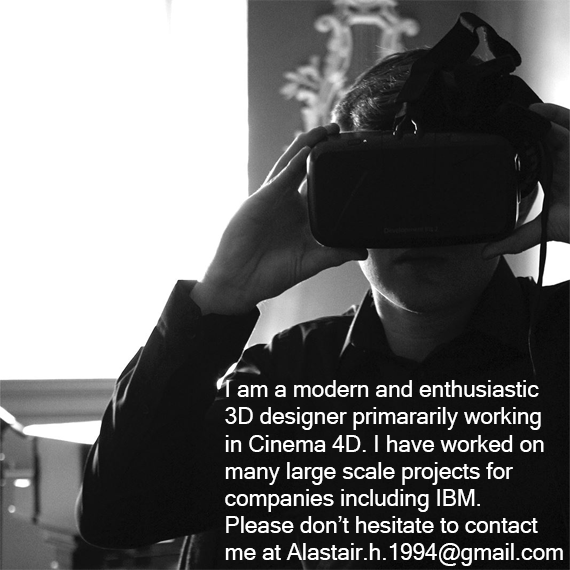 I am a modern and enthusiastic
3D designer primararily working
in Cinema 4D. I have worked on
many large scale projects for
companies including IBM.
Please don’t hesitate to contact
me at Alastair.h.1994@gmail.com